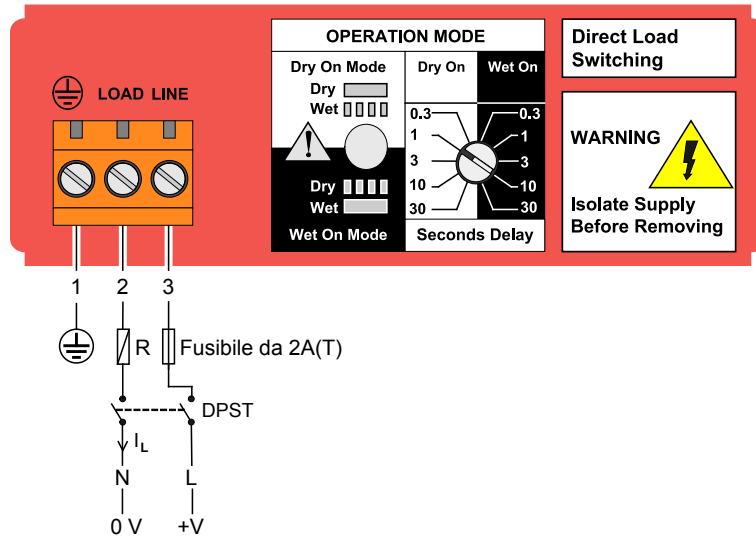 OPERATION MODE
Dry On Mode
Dry
Wet
Dry
Wet
Wet On Mode
Dry On
Wet On
0.3
0.3
1
1
3
3
10
10
30
30
Seconds Delay
Direct Load
Switching
WARNING
Isolate Supply
Before Removing
LOAD LINE
1 2 3
R
Fusibile da 2A(T)
DPST
IL
N L
0 V +V